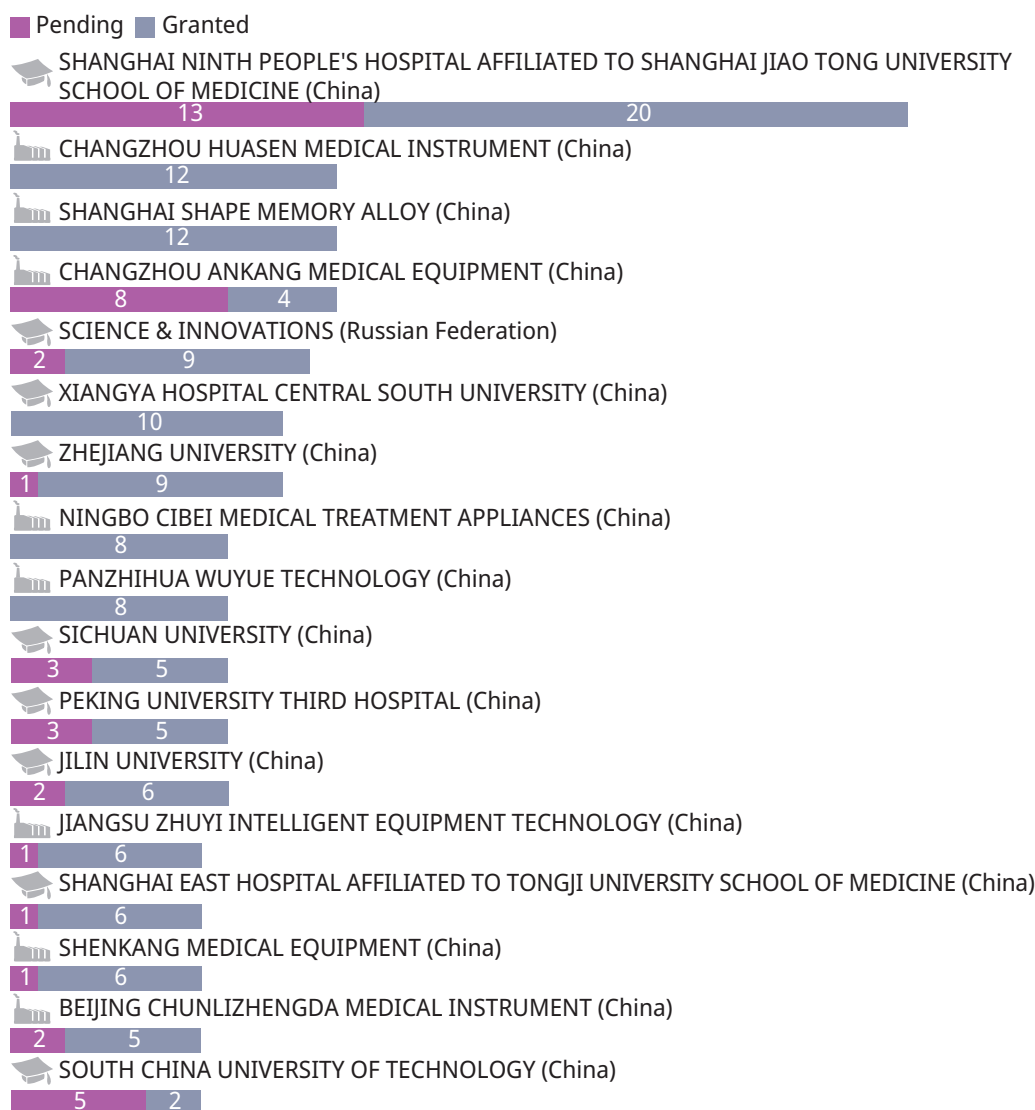 Pending Granted
SHANGHAI NINTH PEOPLE'S HOSPITAL AFFILIATED TO SHANGHAI JIAO TONG UNIVERSITY
SCHOOL OF MEDICINE (China)
13 20
CHANGZHOU HUASEN MEDICAL INSTRUMENT (China)
12
SHANGHAI SHAPE MEMORY ALLOY (China)
12
CHANGZHOU ANKANG MEDICAL EQUIPMENT (China)
8 4
SCIENCE & INNOVATIONS (Russian Federation)
2 9
XIANGYA HOSPITAL CENTRAL SOUTH UNIVERSITY (China)
10
ZHEJIANG UNIVERSITY (China)
1 9
NINGBO CIBEI MEDICAL TREATMENT APPLIANCES (China)
8
PANZHIHUA WUYUE TECHNOLOGY (China)
8
SICHUAN UNIVERSITY (China)
3 5
PEKING UNIVERSITY THIRD HOSPITAL (China)
3 5
JILIN UNIVERSITY (China)
2 6
JIANGSU ZHUYI INTELLIGENT EQUIPMENT TECHNOLOGY (China)
1 6
SHANGHAI EAST HOSPITAL AFFILIATED TO TONGJI UNIVERSITY SCHOOL OF MEDICINE (China)
1 6
SHENKANG MEDICAL EQUIPMENT (China)
1 6
BEIJING CHUNLIZHENGDA MEDICAL INSTRUMENT (China)
2 5
SOUTH CHINA UNIVERSITY OF TECHNOLOGY (China)
5 2